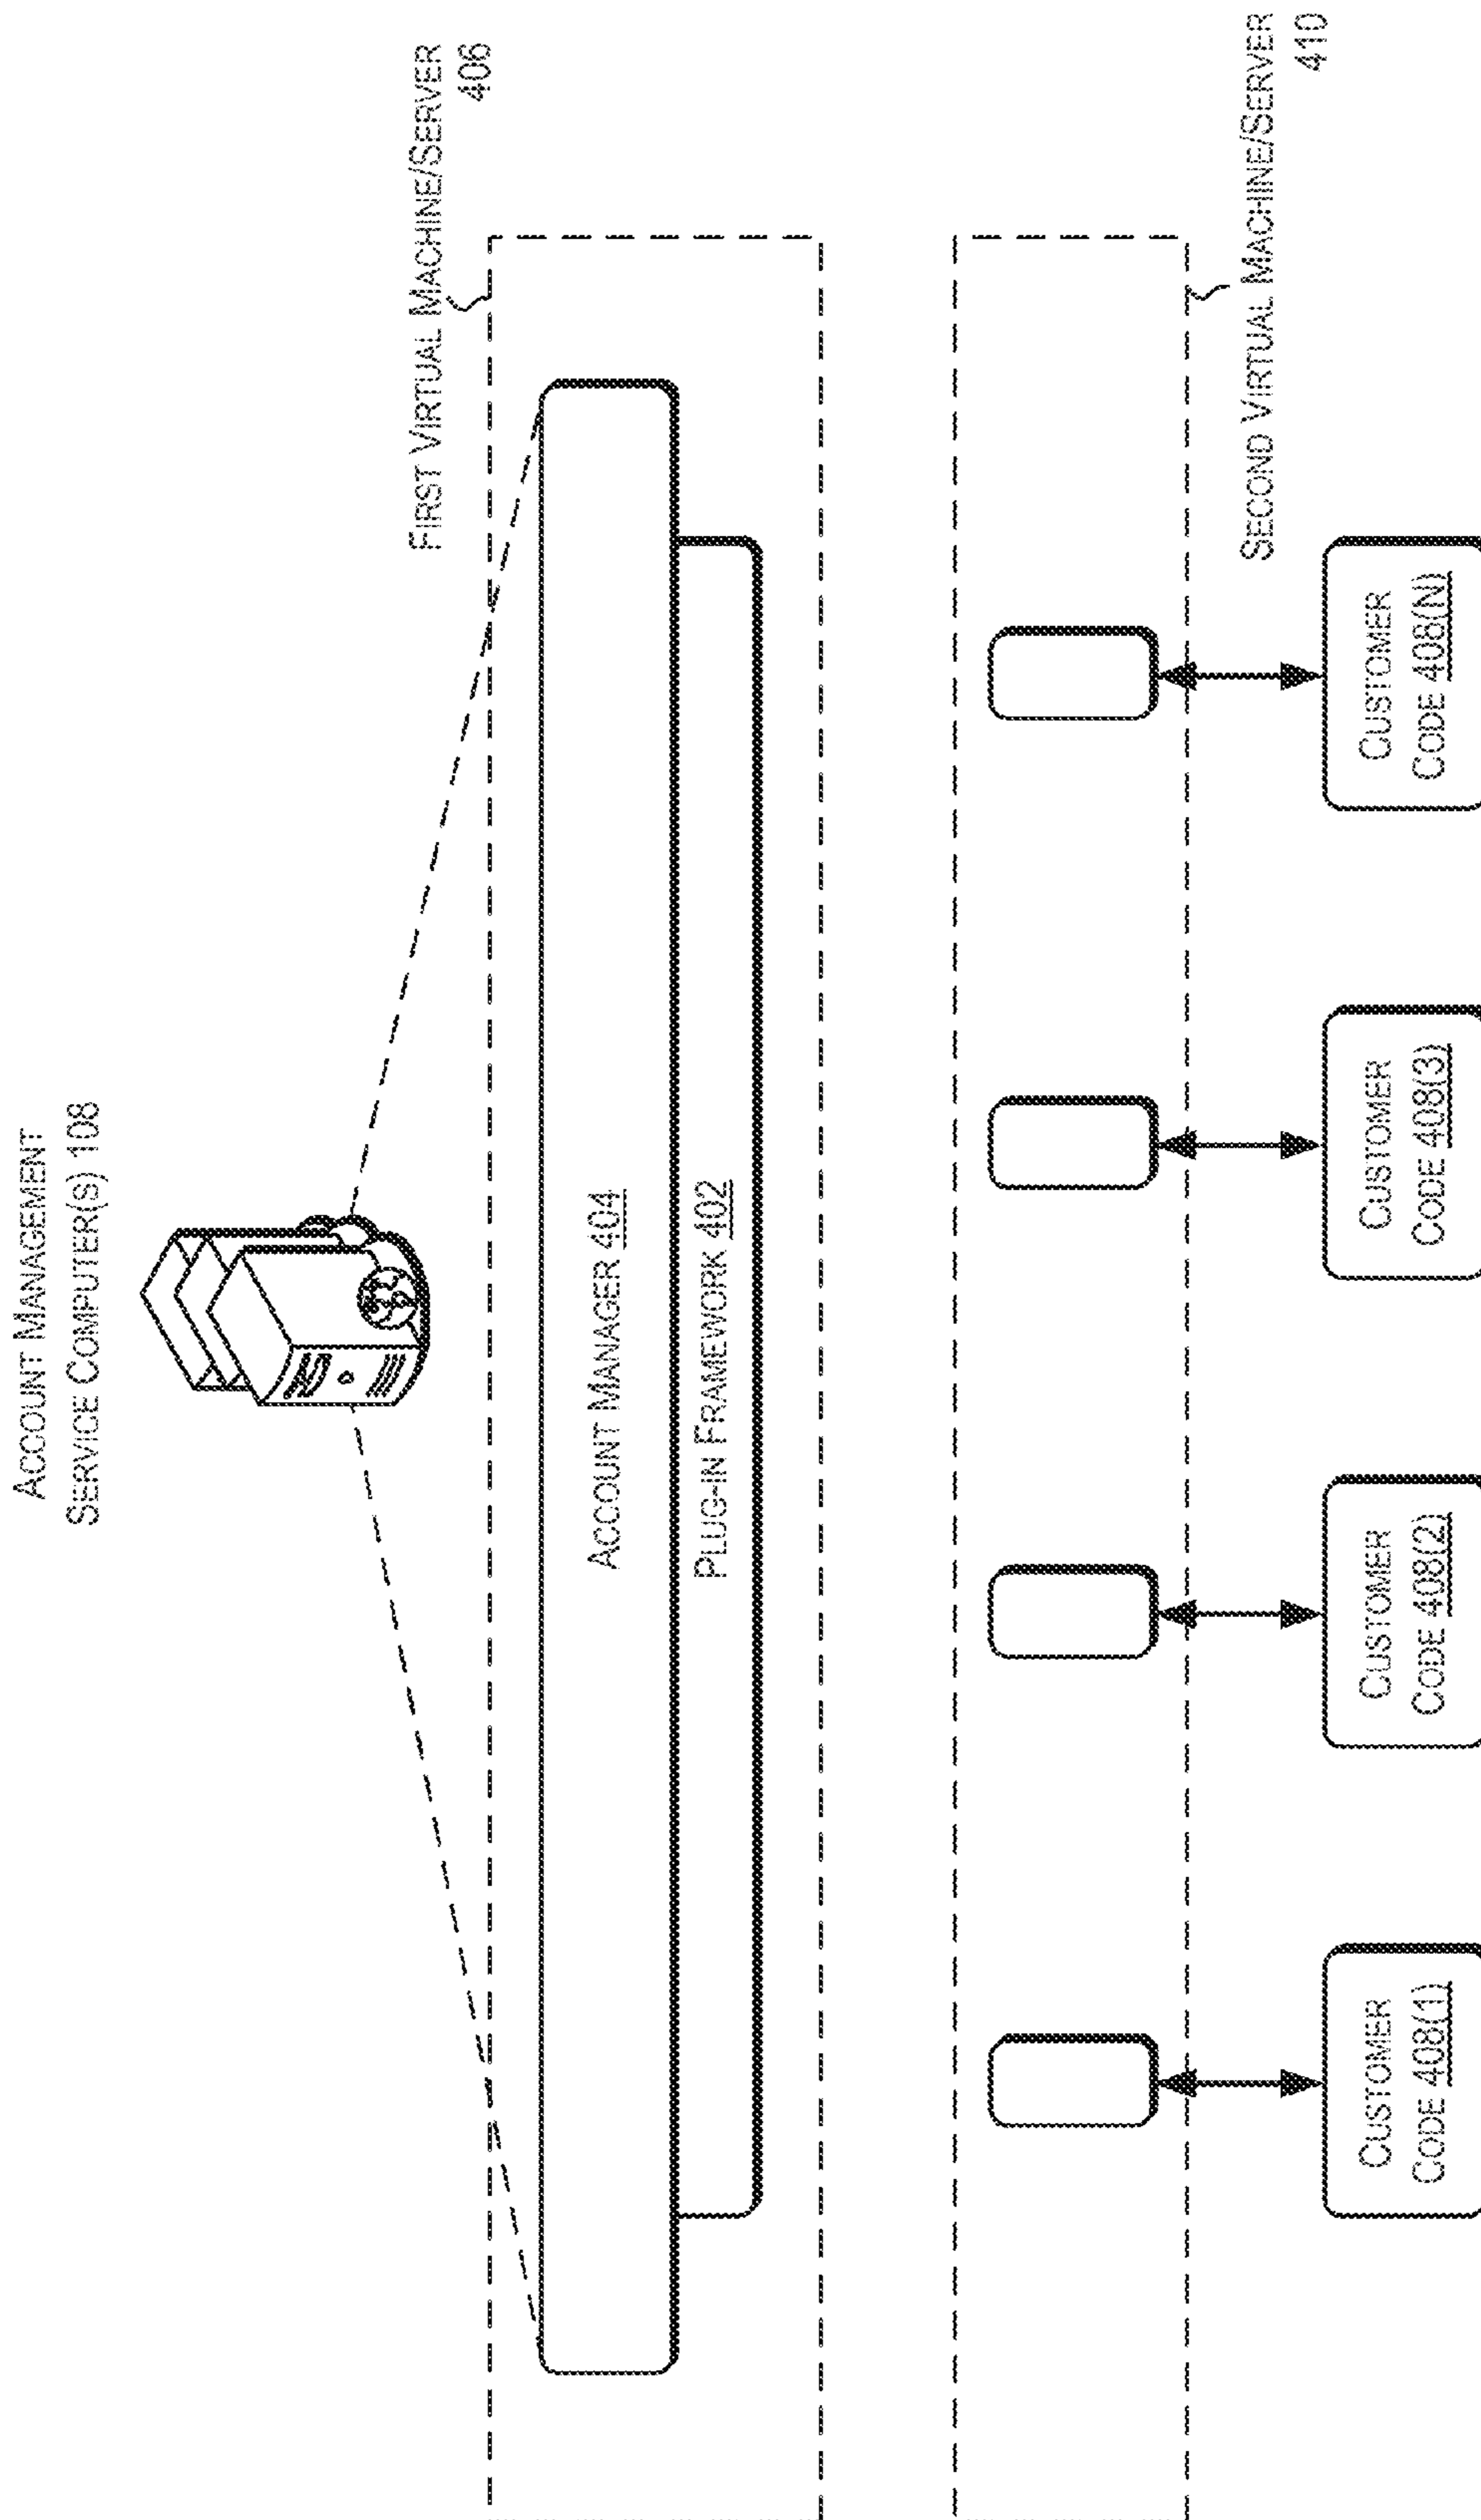 ACCOUNT MANAGEMENT
SERVICE COMPUTER(S) 108
FIRST VIRTUAL MACHINE/SERVER
406
ACCOUNT MANAGER 404
PLUG-IN FRAMEWORK 402
SECOND VIRTUAL MACHINE/SERVER
410
CUSTOMER
CODE 408(1)
CUSTOMER
CODE 408(2)
CUSTOMER
CODE 408(3)
CUSTOMER
CODE 408(N)